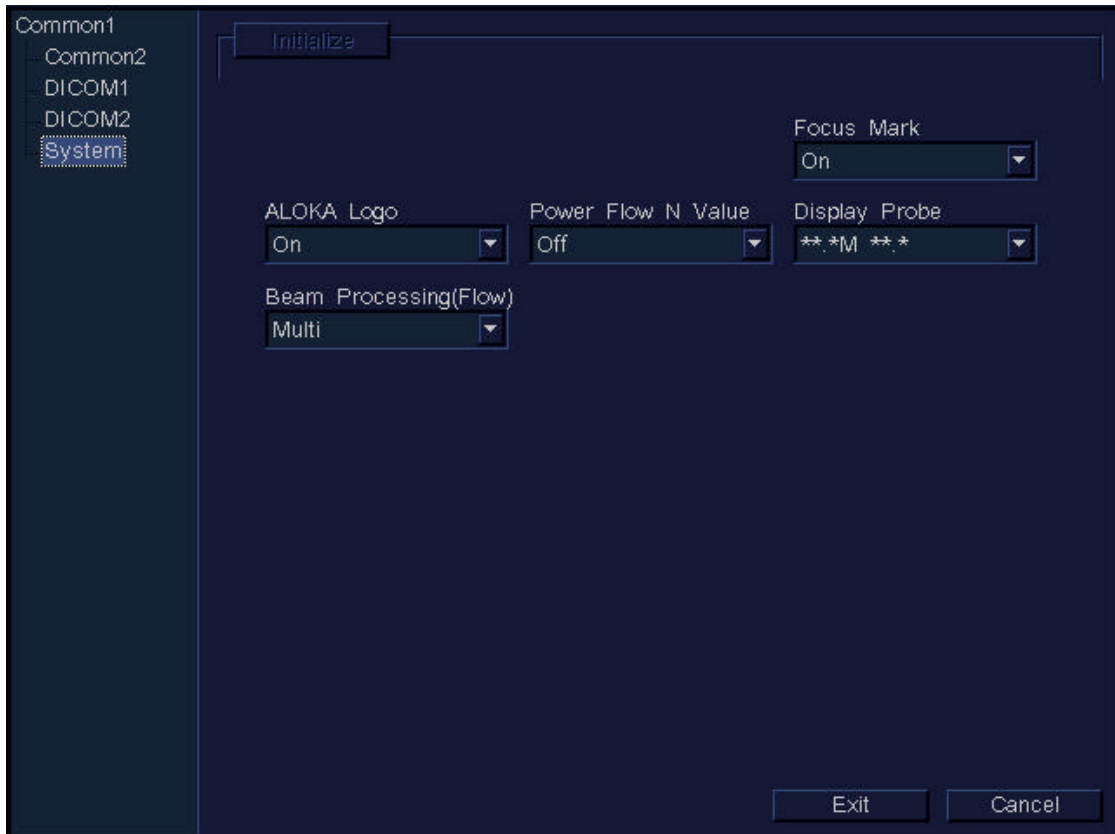 Common1
Common2
DICOM1
DICOM2
System
Initialize
Focus Mark
On
ALOKA Logo
Power Flow N Value
Display Probe
On
Off
**.*M **.*
Beam Processing(Flow)
Multi
Exit
Cancel